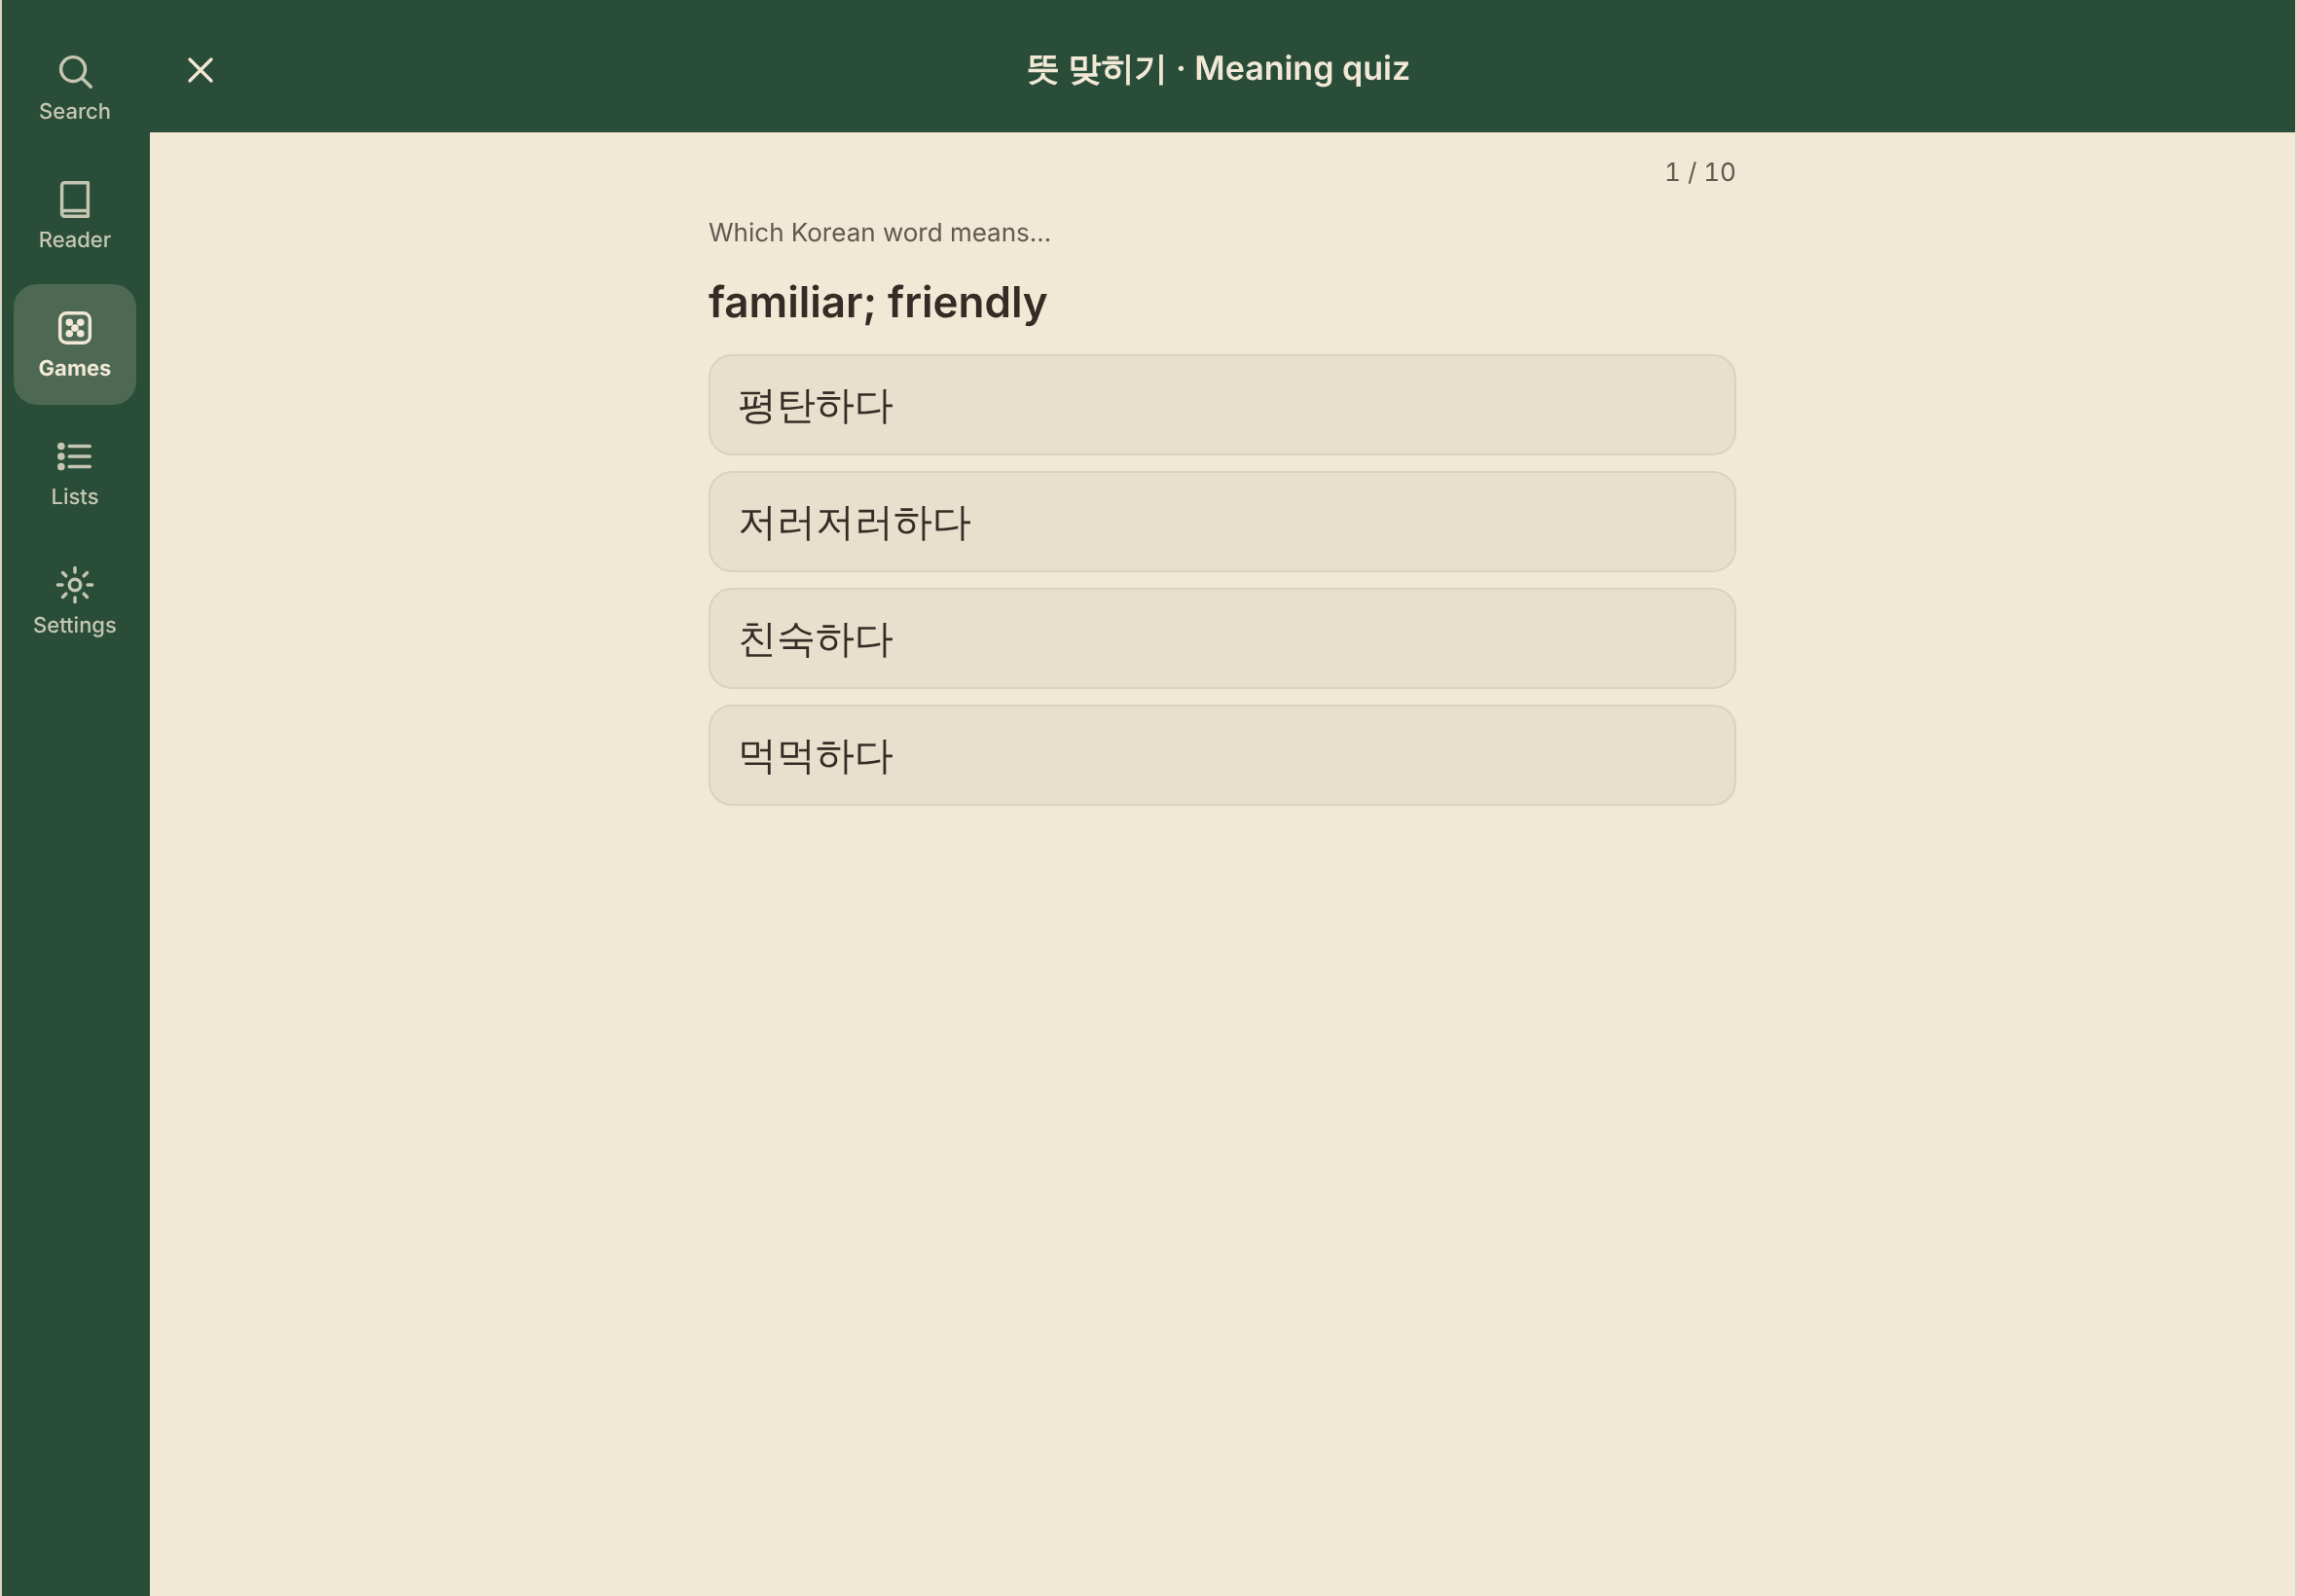 뜻 맞히기 · Meaning quiz
Search
Reader
Games
Lists
Settings
1 / 10
Which Korean word means...
familiar; friendly
평탄하다
저러저러하다
친숙하다
먹먹하다